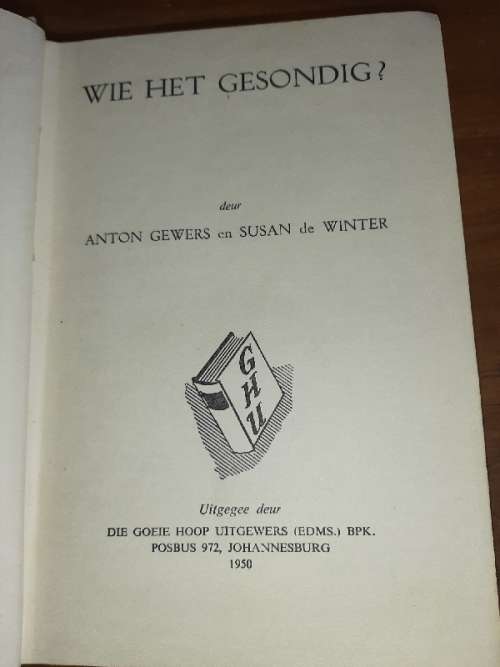 WIE HET GESONDIG?
deur
ANTON GEWERS en SUSAN de WINTER
GHU
Uitgegee deur
DIE GOEIE HOOP UITGEWERS (EDMS.) BPK.
POSBUS 972, JOHANNESBURG
1950